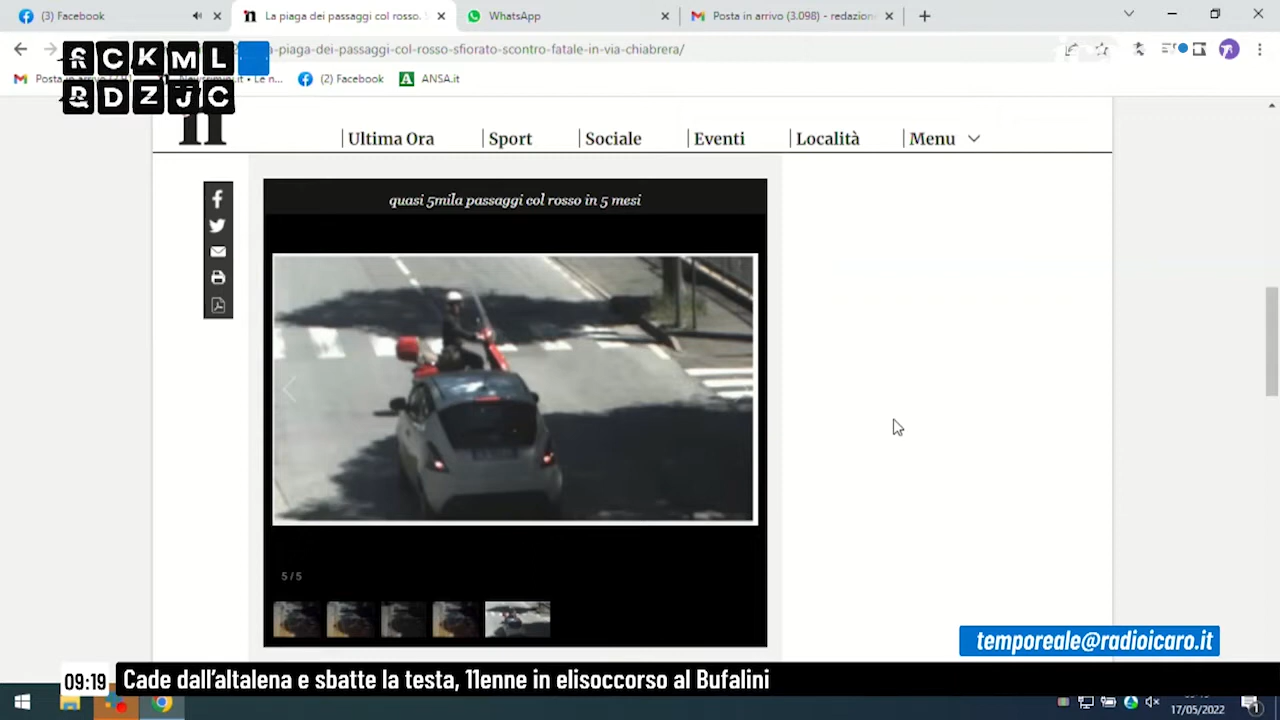 (3) Facebook
La piaga dei passaggi col rosso.
WhatsApp
Posta in arrivo (3.098) - redazion
-piaga-dei-passaggi-col-rosso-sfiorato-scontro-fatale-in-via-chiabrera/
Posta in arrivo
(2) Facebook
ANSA.it
Ultima Ora
Sport
Sociale
Eventi
Località
Menu
quasi 5mila passaggi col rosso in 5 mesi
5 / 5
temporeale@radioicaro.it
09:19
Cade dall'altalena e sbatte la testa, 11enne in elisoccorso al Bufalini
17/05/2022